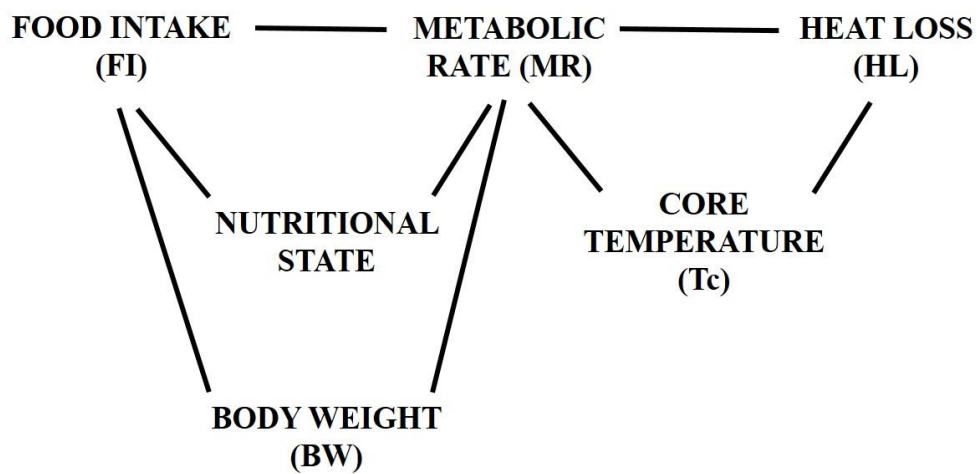 FOOD INTAKE
(FI)
METABOLIC
RATE (MR)
HEAT LOSS
(HL)
NUTRITIONAL
STATE
CORE
TEMPERATURE
(Tc)
BODY WEIGHT
(BW)